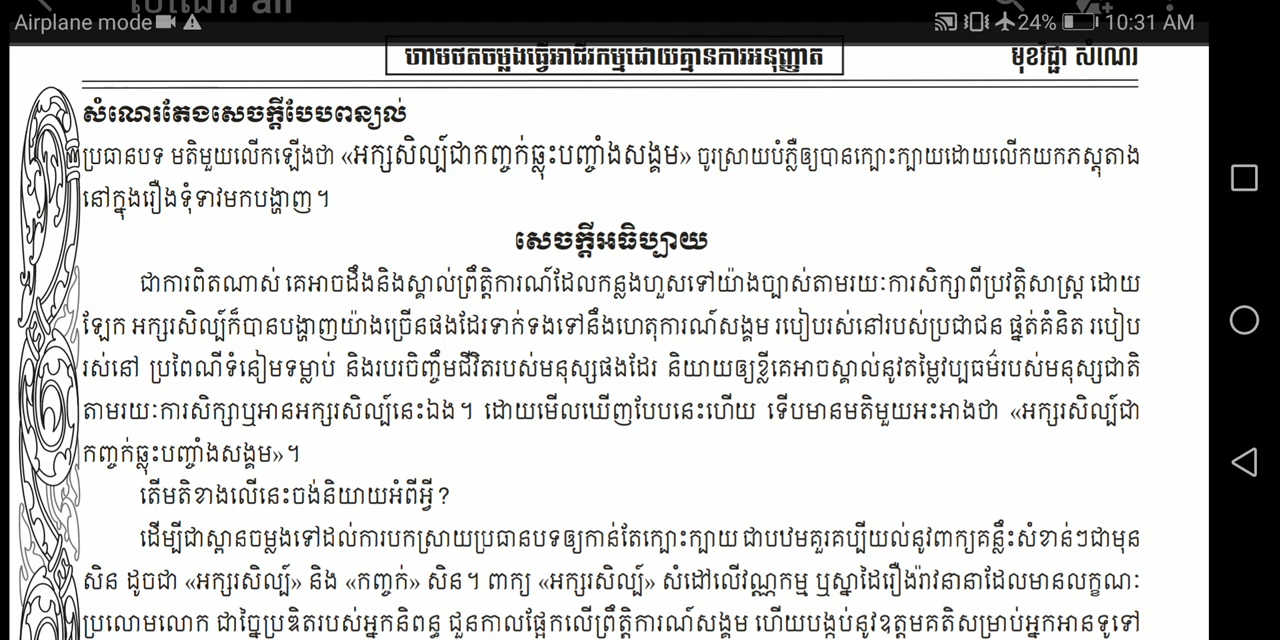 Airplane mode
24% 10:31 AM
ហាមថតចម្លងធ្វើអាជីវកម្មដោយគ្មានការអនុញ្ញាត
មុខវិជ្ជា សំណេរ
សំណេរតែងសេចក្ដីបែបពន្យល់
ប្រធានបទ មតិមួយលើកឡើងថា «អក្សរសិល្ប៍ជាកញ្ចក់ឆ្លុះបញ្ចាំងសង្គម» ចូរស្រាយបំភ្លឺឲ្យបានក្បោះក្បាយដោយលើកយកភស្តុតាង
នៅក្នុងរឿងទុំទាវមកបង្ហាញ។
សេចក្ដីអធិប្បាយ
ជាការពិតណាស់ គេអាចដឹងនិងស្គាល់ព្រឹត្តិការណ៍ដែលកន្លងហួសទៅយ៉ាងច្បាស់តាមរយៈការសិក្សាពីប្រវត្តិសាស្ត្រ ដោយ
ឡែក អក្សរសិល្ប៍ក៏បានបង្ហាញយ៉ាងច្រើនផងដែរទាក់ទងទៅនឹងហេតុការណ៍សង្គម របៀបរស់នៅរបស់ប្រជាជន ផ្នត់គំនិត របៀប
រស់នៅ ប្រពៃណីទំនៀមទម្លាប់ និងរបរចិញ្ចឹមជីវិតរបស់មនុស្សផងដែរ និយាយឲ្យខ្លីគេអាចស្គាល់នូវតម្លៃវប្បធម៌របស់មនុស្សជាតិ
តាមរយៈការសិក្សាឬអានអក្សរសិល្ប៍នេះឯង។ ដោយមើលឃើញបែបនេះហើយ ទើបមានមតិមួយអះអាងថា «អក្សរសិល្ប៍ជា
កញ្ចក់ឆ្លុះបញ្ចាំងសង្គម»។
តើមតិខាងលើនេះចង់និយាយអំពីអ្វី?
ដើម្បីជាស្ពានចម្លងទៅដល់ការបកស្រាយប្រធានបទឲ្យកាន់តែក្បោះក្បាយ ជាបឋមគួរគប្បីយល់នូវពាក្យគន្លឹះសំខាន់ៗជាមុន
សិន ដូចជា «អក្សរសិល្ប៍» និង «កញ្ចក់» សិន។ ពាក្យ «អក្សរសិល្ប៍» សំដៅលើវណ្ណកម្ម ឬស្នាដៃរឿងរ៉ាវនានាដែលមានលក្ខណៈ
ប្រលោមលោក ជាច្នៃប្រឌិតរបស់អ្នកនិពន្ធ ជួនកាលផ្អែកលើព្រឹត្តិការណ៍សង្គម ហើយបង្កប់នូវឧត្តមគតិសម្រាប់អ្នកអានទូទៅ